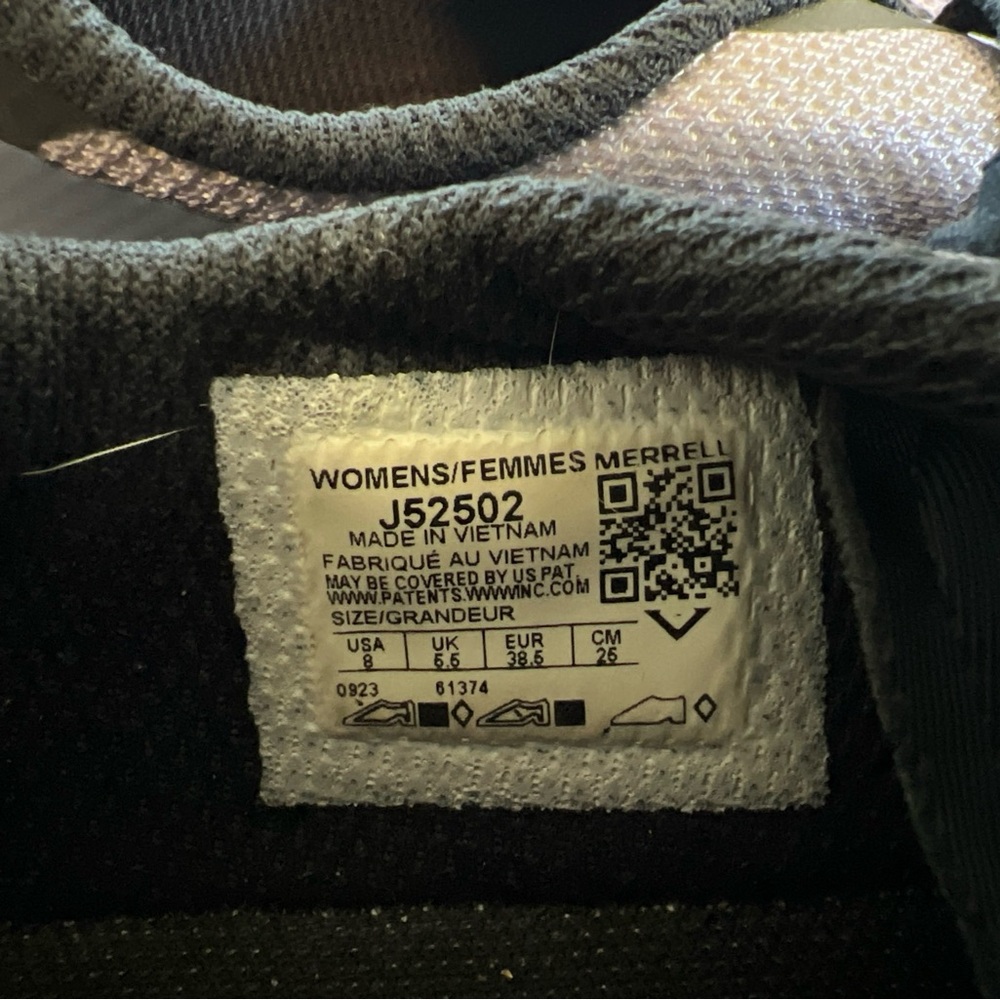 WOMENS/FEMMES MERRELL
J52502
MADE IN VIETNAM
FABRIQUÉ AU VIETNAM
MAY BE COVERED BY US PAT.
WWW.PATENTS.WWWINC.COM
SIZE/GRANDEUR
USA UK EUR CM
8 5.5 38.5 25
0923 61374